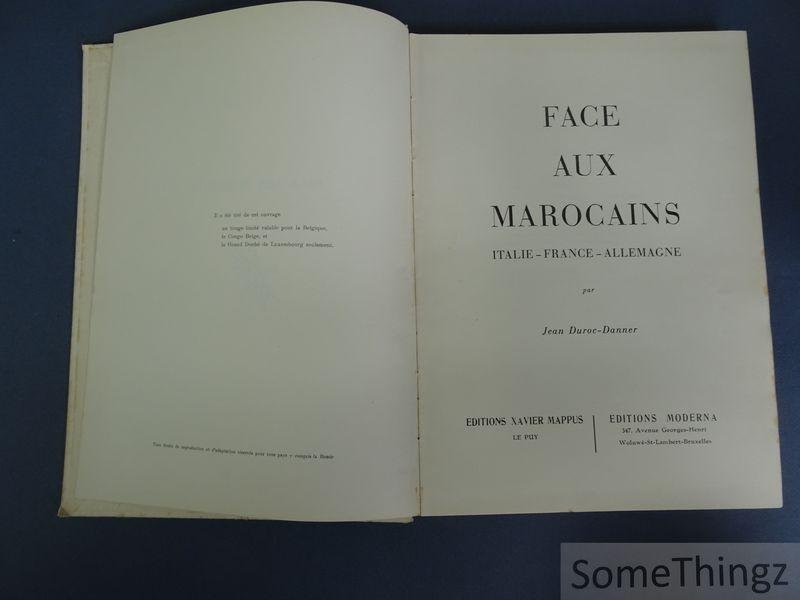 Il a été tiré de cet ouvrage
un tirage limité valable pour la Belgique,
le Congo Belge, et
le Grand Duché de Luxembourg seulement,
Tous droits de reproduction et d'adaptation réservés pour tous pays y compris la Russie
FACE
AUX
MAROCAINS
ITALIE – FRANCE – ALLEMAGNE
par
Jean Duroc-Danner
EDITIONS XAVIER MAPPUS
LE PUY
EDITIONS MODERNA
347, Avenue Georges-Henri
Woluwé-St-Lambert-Bruxelles
SomeThingz